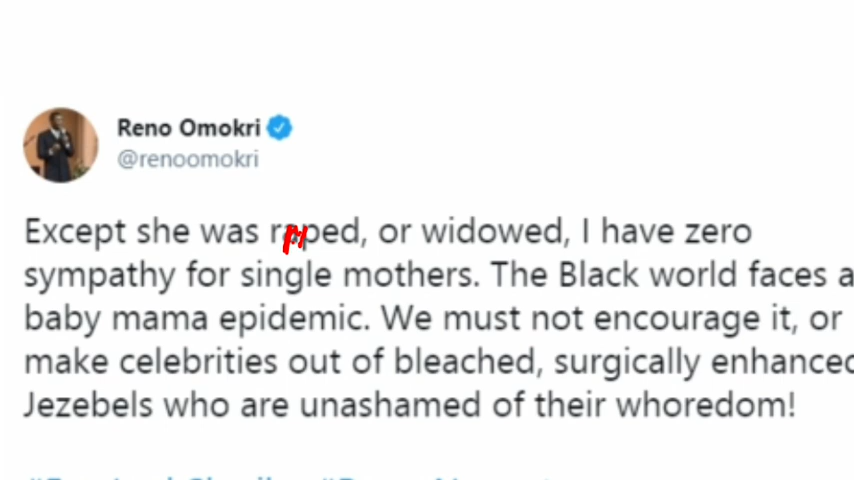 Reno Omokri
@renoomokri
Except she was raped, or widowed, I have zero
sympathy for single mothers. The Black world faces a
baby mama epidemic. We must not encourage it, or
make celebrities out of bleached, surgically enhanced
Jezebels who are unashamed of their whoredom!